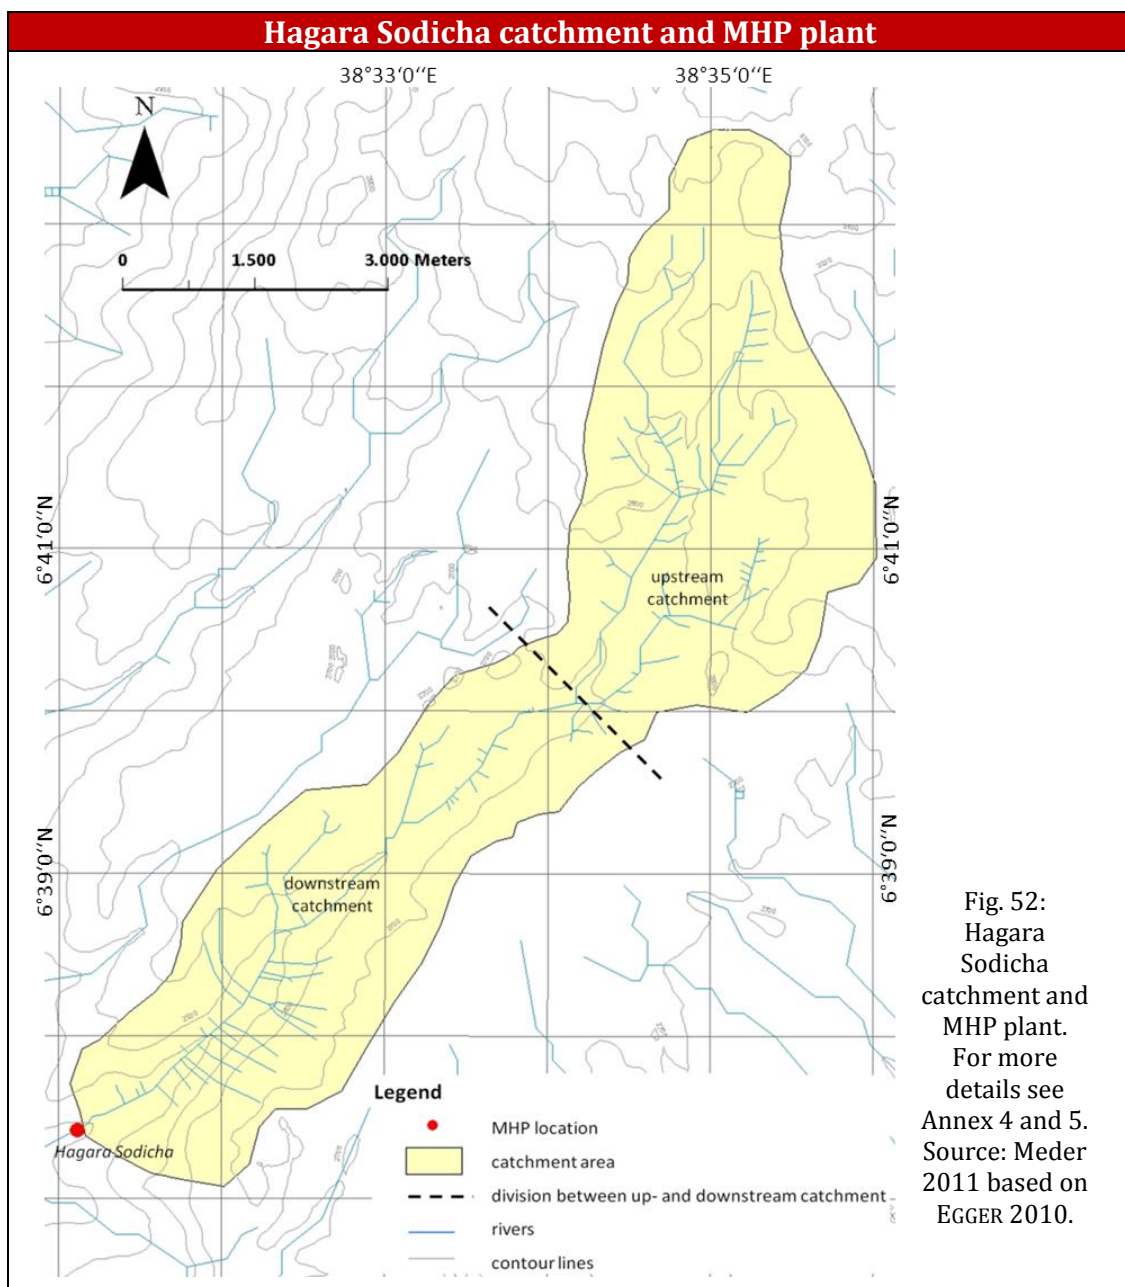 Hagara Sodicha catchment and MHP plant
38°33'0''E
38°35'0''E
N
0
1.500
3.000 Meters
6°41'0''N
6°41'0''N
upstream
catchment
6°39'0''N
6°39'0''N
downstream
catchment
2700
2500
Hagara Sodicha
Legend
MHP location
catchment area
division between up- and downstream catchment
rivers
contour lines
Fig. 52:
Hagara
Sodicha
catchment and
MHP plant.
For more
details see
Annex 4 and 5.
Source: Meder
2011 based on
EGGER 2010.